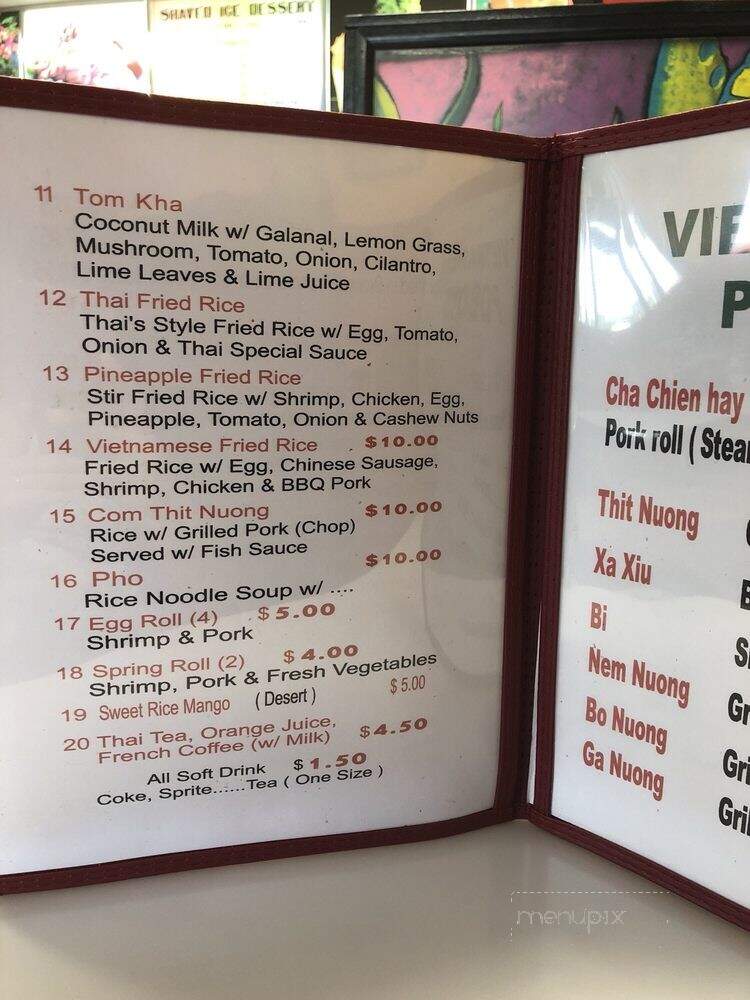 SHAVED ICE DESSERT
11 Tom Kha
Coconut Milk w/ Galanal, Lemon Grass,
Mushroom, Tomato, Onion, Cilantro,
Lime Leaves & Lime Juice
12 Thai Fried Rice
Thai's Style Fried Rice w/ Egg, Tomato,
Onion & Thai Special Sauce
13 Pineapple Fried Rice
Stir Fried Rice w/ Shrimp, Chicken, Egg,
Pineapple, Tomato, Onion & Cashew Nuts
14 Vietnamese Fried Rice . $10.00
Fried Rice w/ Egg, Chinese Sausage,
Shrimp, Chicken & BBQ Pork
15 Com Thit Nuong $10.00
Rice w/ Grilled Pork (Chop)
Served w/ Fish Sauce
16 Pho $10.00
Rice Noodle Soup w/ ....
17 Egg Roll (4) . $5.00
Shrimp & Pork
18 Spring Roll (2) $4.00
Shrimp, Pork & Fresh Vegetables
19 Sweet Rice Mango ( Desert ) $5.00
20 Thai Tea, Orange Juice,
French Coffee (w/ Milk) $4.50
All Soft Drink $1.50
Coke, Sprite......Tea ( One Size )
VIE
P
Cha Chien hay
Pork roll ( Stea
Thit Nuong
Xa Xiu
Bi
Nem Nuong
Bo Nuong
Ga Nuong
B
S
Gr
Gri
Gril
menupix